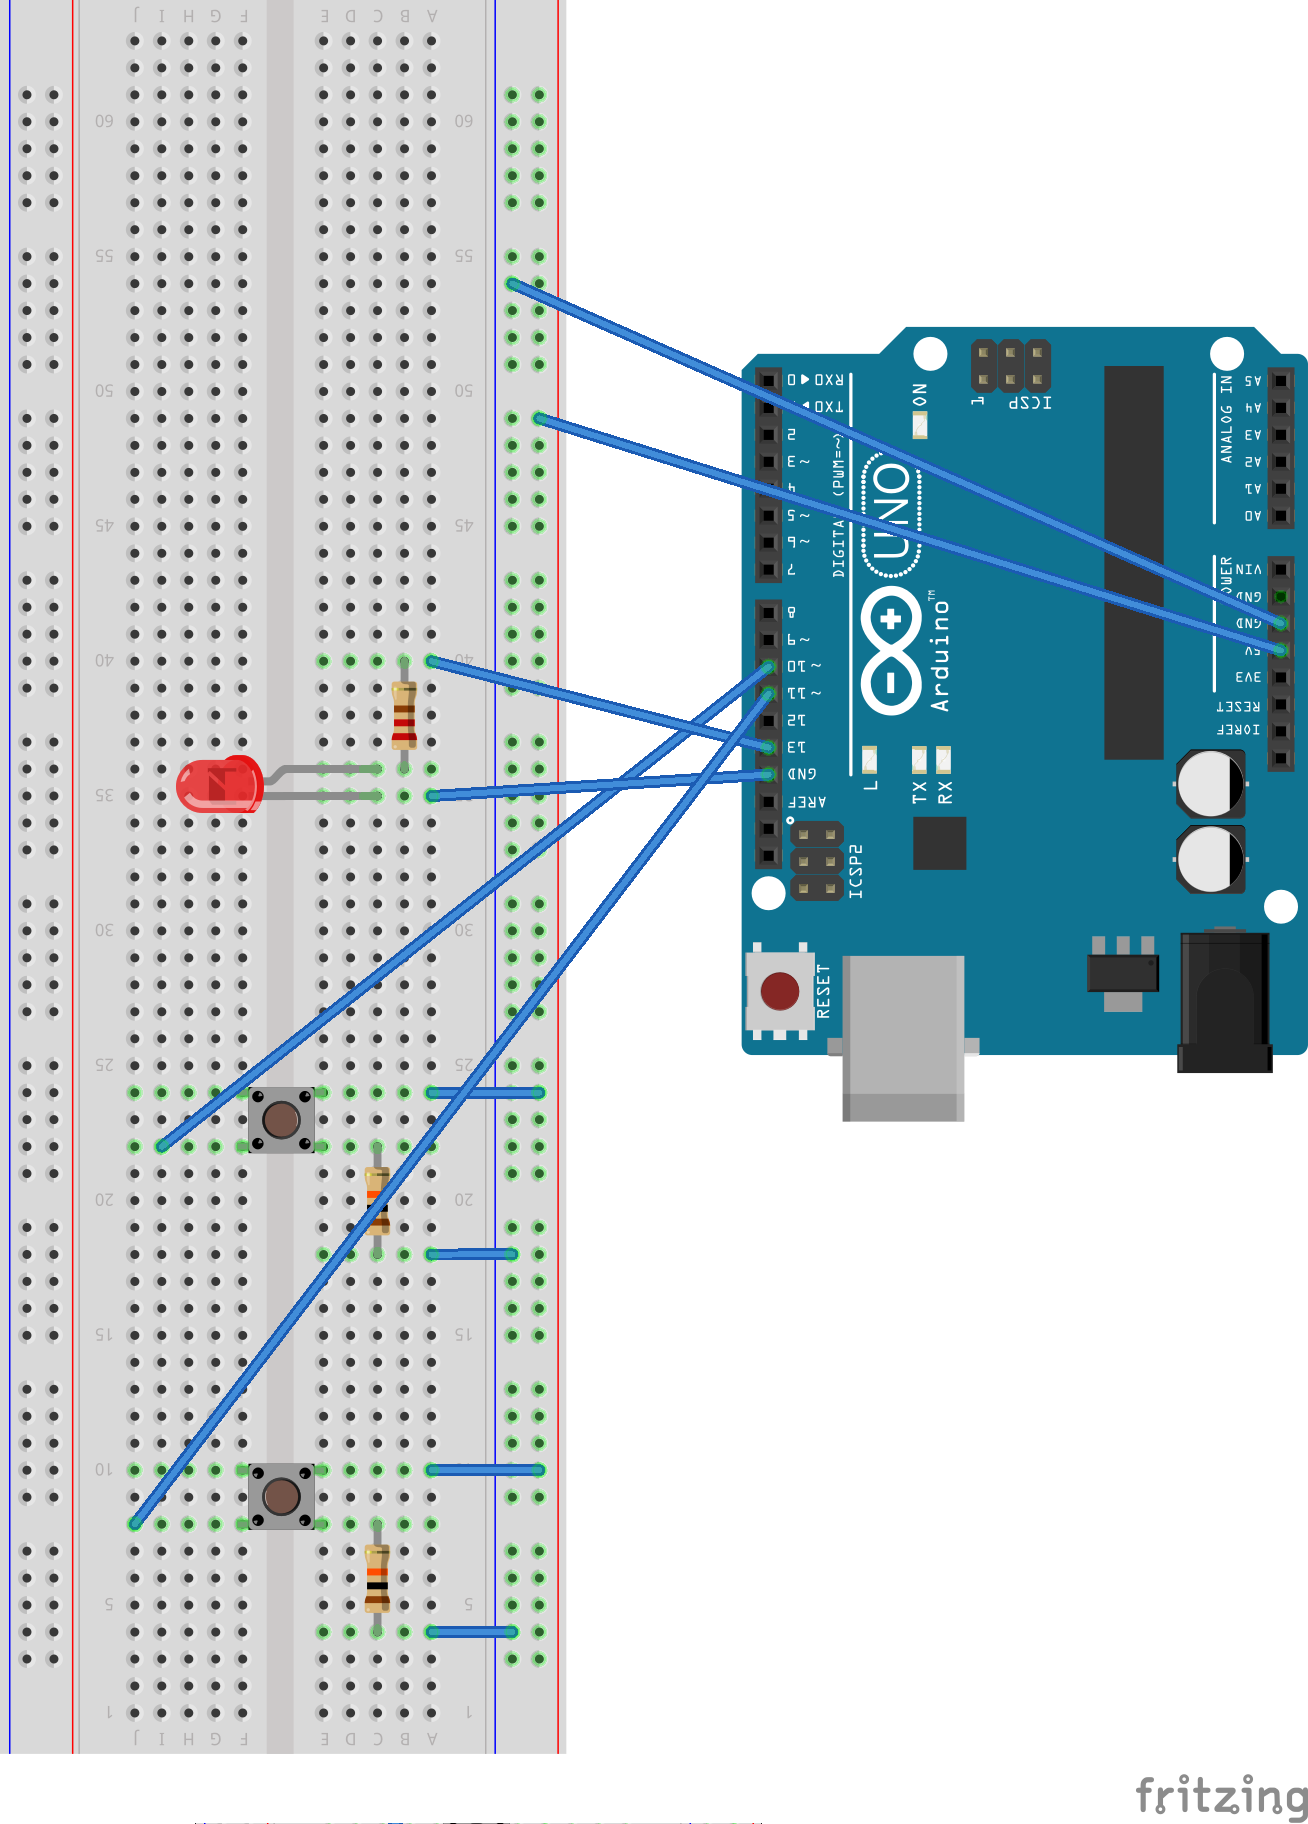 J I H G F E D C B A
60 60
55 55
50 50
45 45
40 40
35
30 30
25 25
20 20
15 15
10
5 5
1 1
J I H G F E D C B A
RX0 ▶ 0
TX0
2
~ 3
4
~ 5
~ 6
7
8
~ 9
~ 10
~ 11
12
13
GND
AREF
DIGITAL (PWM=~)
ON
1
ICSP
UNO
Arduino™
L
TX
RX
ICSP2
RESET
A5
A4
A3
A2
A1
A0
ANALOG IN
VIN
GND
GND
5V
3V3
RESET
IOREF
fritzing